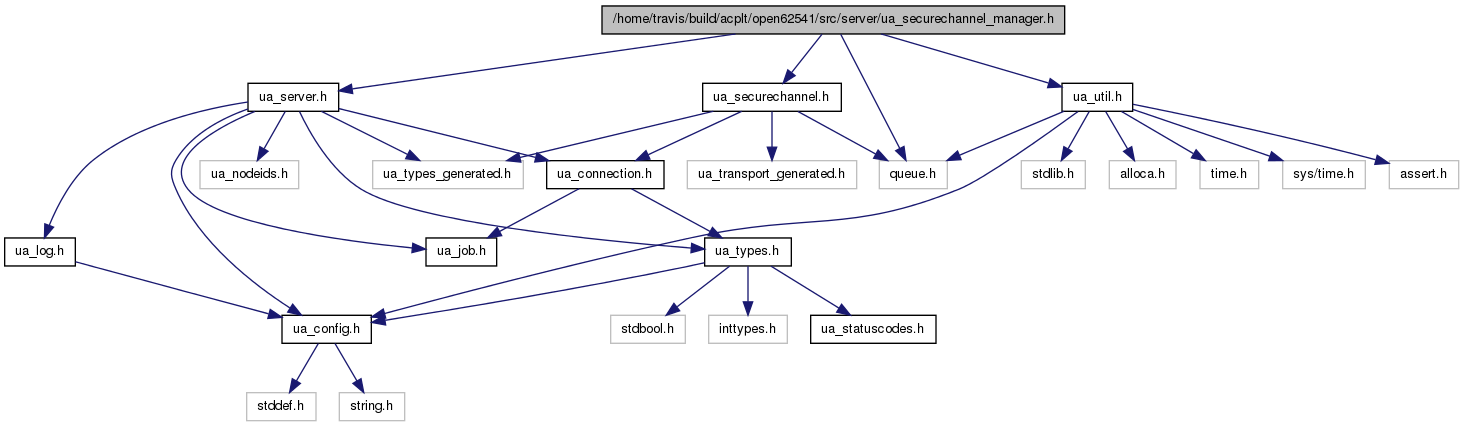 /home/travis/build/acplt/open62541/src/server/ua_securechannel_manager.h
ua_server.h
ua_securechannel.h
ua_util.h
ua_nodeids.h
ua_types_generated.h
ua_connection.h
ua_transport_generated.h
queue.h
stdlib.h
alloca.h
time.h
sys/time.h
assert.h
ua_log.h
ua_job.h
ua_types.h
ua_config.h
stdbool.h
inttypes.h
ua_statuscodes.h
stddef.h
string.h